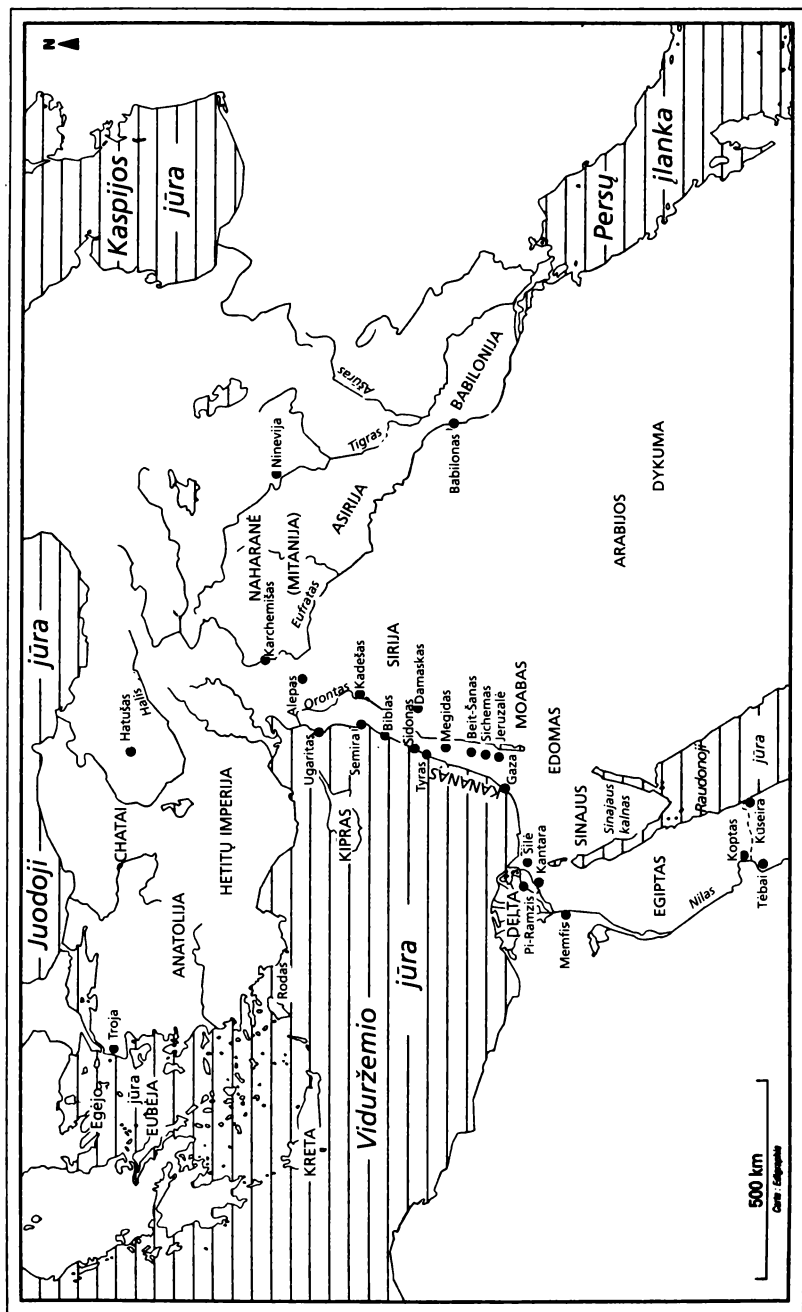 N
Juodoji jūra
Kaspijos
jūra
Egėjo
jūra
EUBĖJA
Troja
ANATOLIJA
CHATAI
Hatušas
Halis
HETITŲ IMPERIJA
Rodas
KRETA
KIPRAS
Viduržemio
jūra
Karchemišas
NAHARANĖ
(MITANIJA)
Ninevija
Tigras
Ašūras
Eufratas
ASIRIJA
BABILONIJA
Babilonas
Alepas
Orontas
Ugaritas
Kadešas
Semira
SIRIJA
Biblas
Sidonas
Damaskas
Tyras
KANAANAS
Megidas
Beit-Šanas
Sichemas
Jeruzalė
MOABAS
Gaza
EDOMAS
Persų
įlanka
ARABIJOS
DYKUMA
DELTA
Silė
Kantara
Pi-Ramzis
Memfis
SINAJUS
Sinajaus
kalnas
EGIPTAS
Nilas
Raudonoji
jūra
Koptas
Kuseira
Tėbai
500 km
Carte : Edigraphie